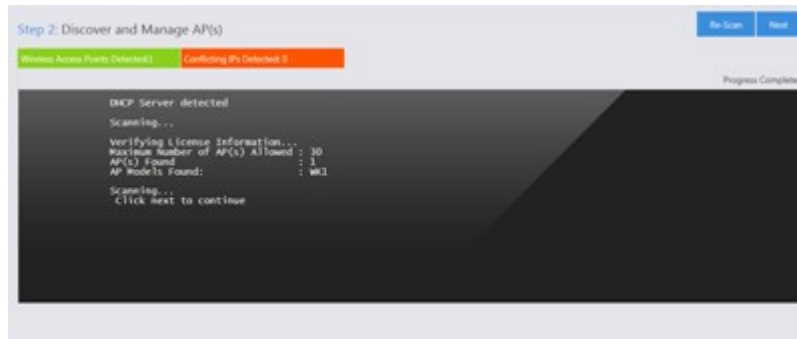 Step 2: Discover and Manage AP(s)
Re-Scan
Next
Wireless Access Points Detected:1
Conflicting IPs Detected: 0
Progress Complete
DHCP Server detected
Scanning...
Verifying License Information...
Maximum Number of AP(s) Allowed : 30
AP(s) Found : 1
AP Models Found: : WK1
Scanning...
Click next to continue